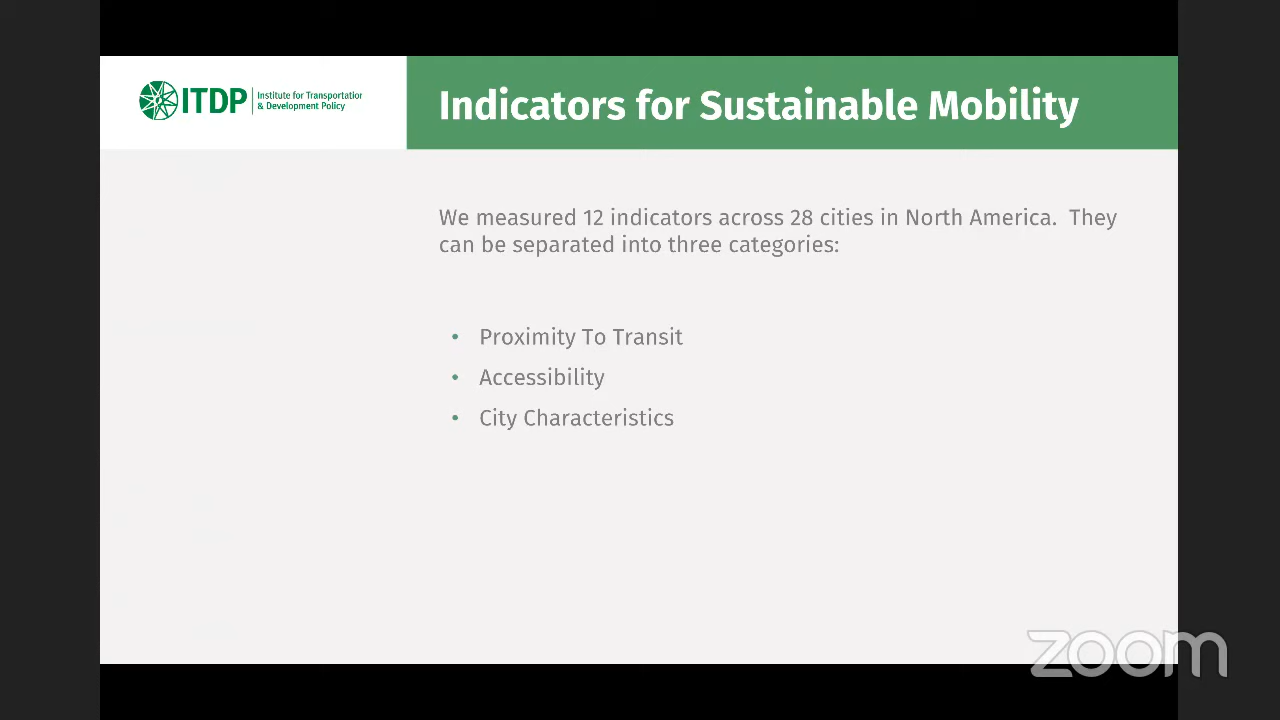 ITDP
Institute for Transportation
& Development Policy
Indicators for Sustainable Mobility
We measured 12 indicators across 28 cities in North America. They
can be separated into three categories:
• Proximity To Transit
• Accessibility
• City Characteristics
zoom